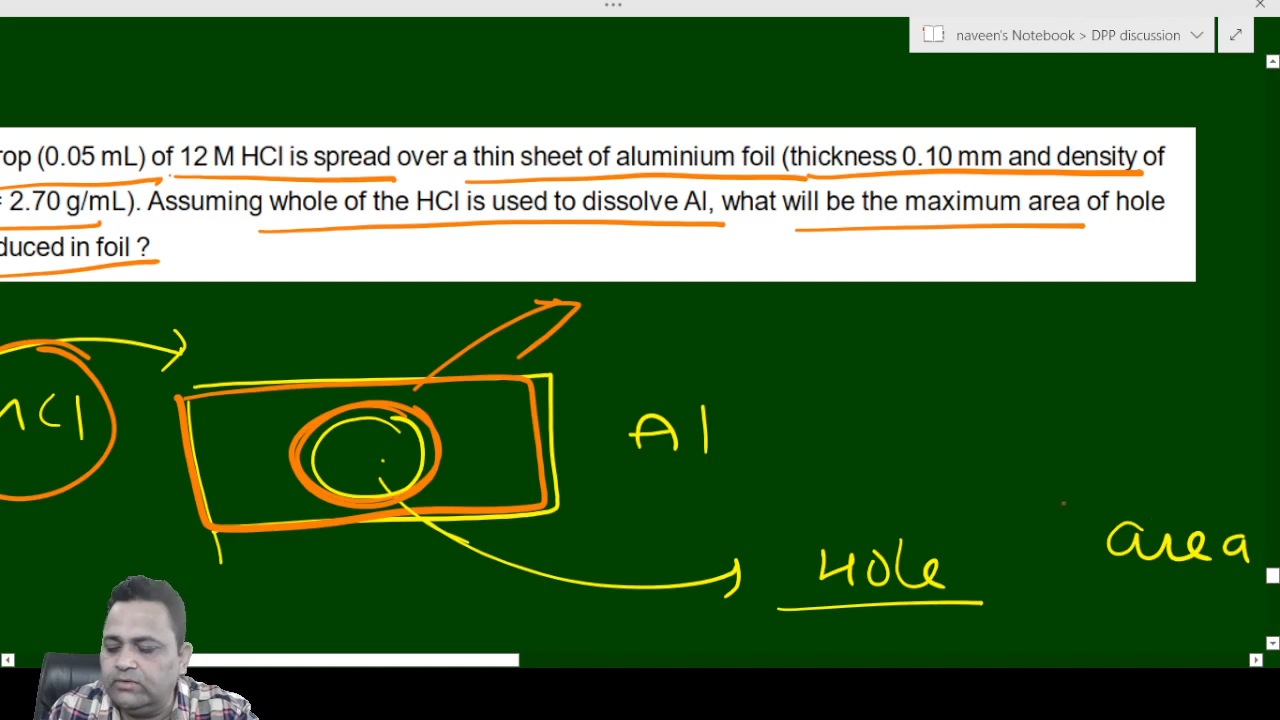 naveen's Notebook > DPP discussion
rop (0.05 mL) of 12 M HCl is spread over a thin sheet of aluminium foil (thickness 0.10 mm and density of
= 2.70 g/mL). Assuming whole of the HCl is used to dissolve Al, what will be the maximum area of hole
duced in foil ?
HCl
Al
Hole
area